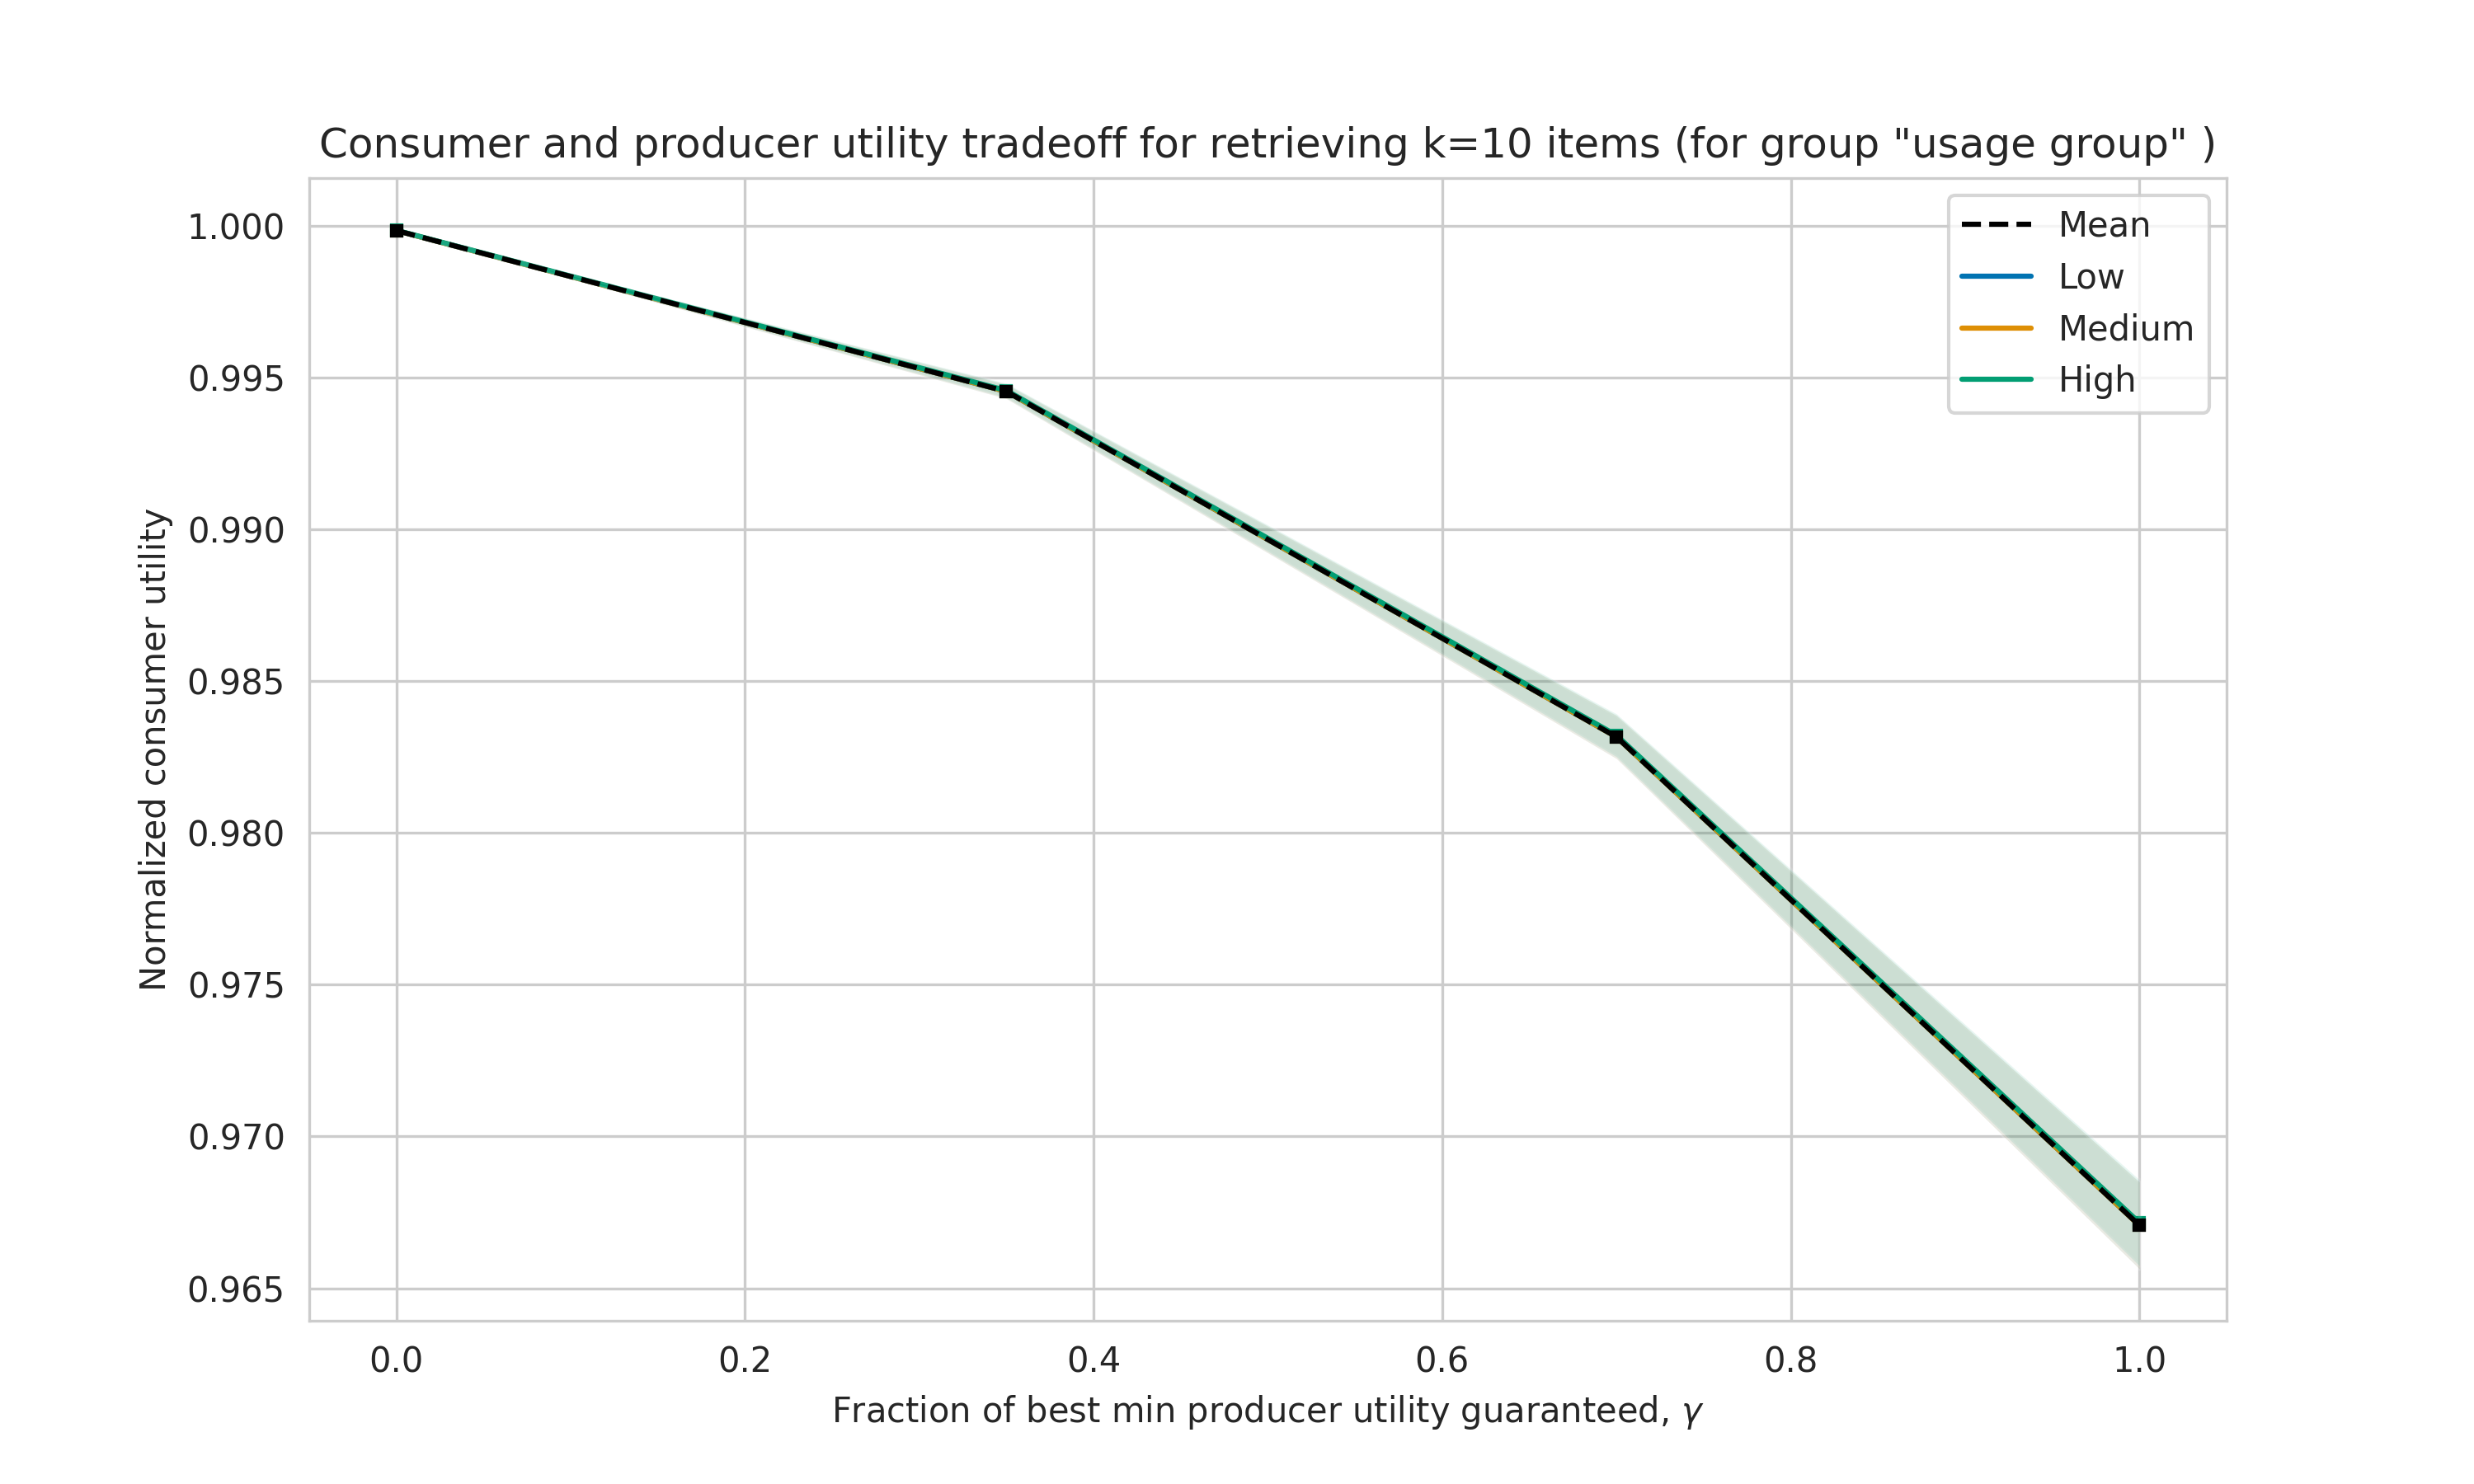 Consumer and producer utility tradeoff for retrieving k=10 items (for group "usage group" )
Mean
Low
Medium
High
Normalized consumer utility
1.000
0.995
0.990
0.985
0.980
0.975
0.970
0.965
0.0 0.2 0.4 0.6 0.8 1.0
Fraction of best min producer utility guaranteed, γ